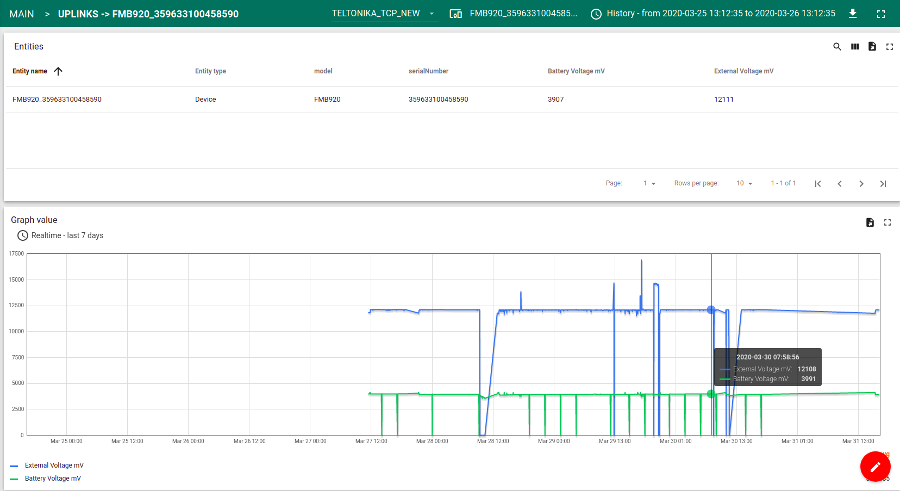 MAIN > UPLINKS -> FMB920_359633100458590 TELTONIKA_TCP_NEW FMB920_3596331004585... History - from 2020-03-25 13:12:35 to 2020-03-26 13:12:35
Entities
Entity name Entity type model serialNumber Battery Voltage mV External Voltage mV
FMB920_359633100458590 Device FMB920 359633100458590 3907 12111
Page: 1 Rows per page: 10 1 - 1 of 1
Graph value
Realtime - last 7 days
17500
15000
12500
10000
7500
5000
2500
0
2020-03-30 07:58:56
External Voltage mV: 12108
Battery Voltage mV: 3991
Mar 25 00:00 Mar 25 12:00 Mar 26 00:00 Mar 26 12:00 Mar 27 00:00 Mar 27 12:00 Mar 28 00:00 Mar 28 12:00 Mar 29 00:00 Mar 29 13:00 Mar 30 01:00 Mar 30 13:00 Mar 31 01:00 Mar 31 13:00
External Voltage mV
Battery Voltage mV